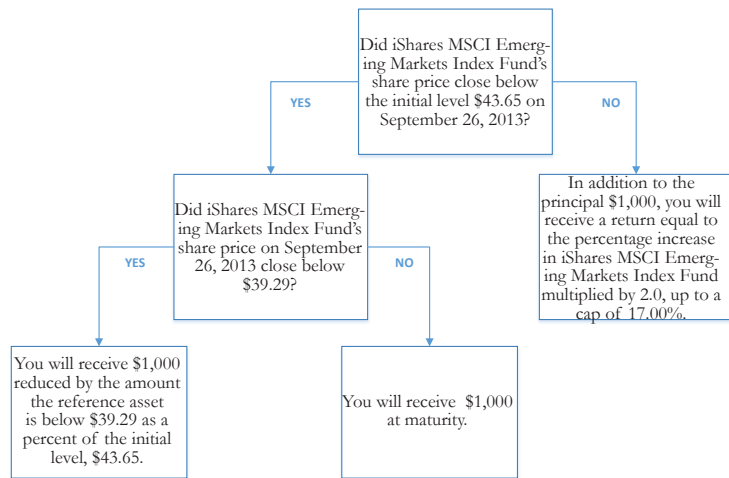 Did iShares MSCI Emerg-
ing Markets Index Fund's
share price close below
the initial level $43.65 on
September 26, 2013?
YES
NO
Did iShares MSCI Emerg-
ing Markets Index Fund's
share price on September
26, 2013 close below
$39.29?
In addition to the
principal $1,000, you will
receive a return equal to
the percentage increase
in iShares MSCI Emerg-
ing Markets Index Fund
multiplied by 2.0, up to a
cap of 17.00%.
YES
NO
You will receive $1,000
reduced by the amount
the reference asset
is below $39.29 as a
percent of the initial
level, $43.65.
You will receive $1,000
at maturity.